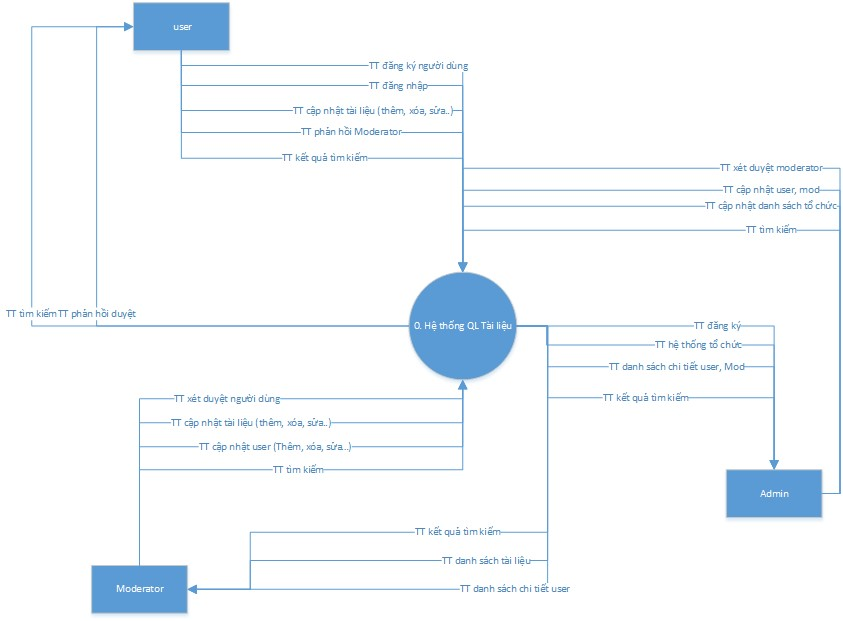 user
TT đăng ký người dùng
TT đăng nhập
TT cập nhật tài liệu (thêm, xóa, sửa..)
TT phản hồi Moderator
TT kết quả tìm kiếm
TT xét duyệt moderator
TT cập nhật user, mod
TT cập nhật danh sách tổ chức
TT tìm kiếm
TT tìm kiếm
TT phản hồi duyệt
0. Hệ thống QL Tài liệu
TT đăng ký
TT hệ thống tổ chức
TT danh sách chi tiết user, Mod
TT kết quả tìm kiếm
TT xét duyệt người dùng
TT cập nhật tài liệu (thêm, xóa, sửa..)
TT cập nhật user (Thêm, xóa, sửa...)
TT tìm kiếm
Admin
TT kết quả tìm kiếm
TT danh sách tài liệu
TT danh sách chi tiết user
Moderator